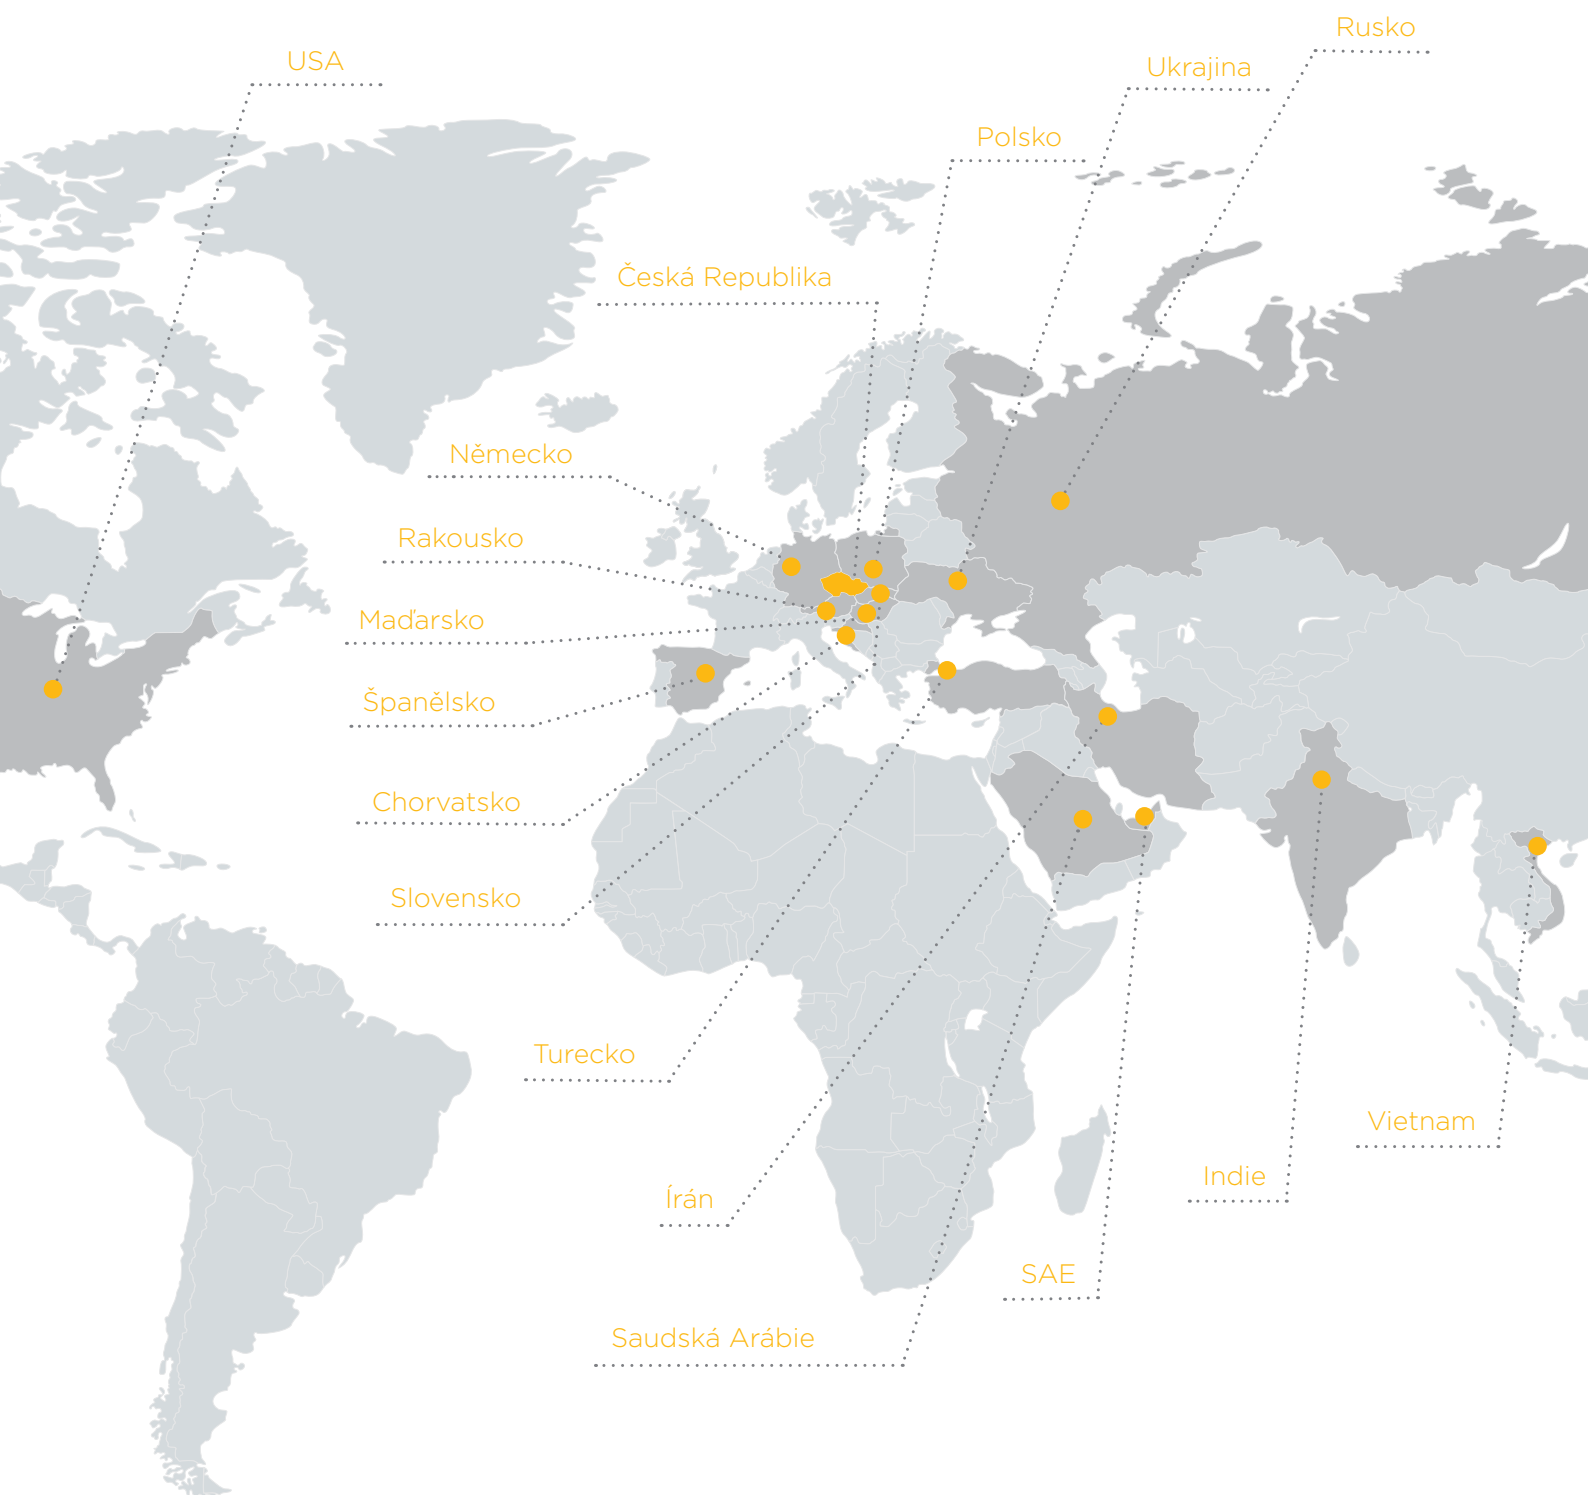 Rusko
USA
Ukrajina
Polsko
Česká Republika
Německo
Rakousko
Maďarsko
Španělsko
Chorvatsko
Slovensko
Turecko
Vietnam
Indie
Írán
SAE
Saudská Arábie